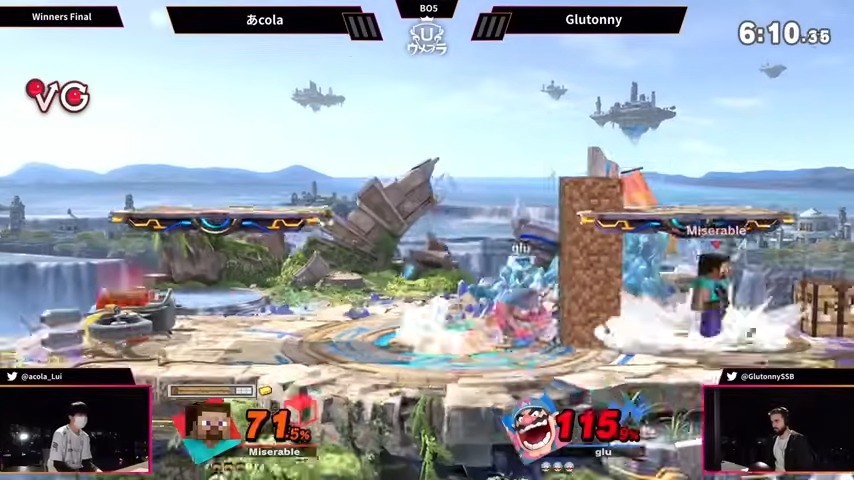 Winners Final
あcola
BO5
Glutonny
6:10.35
U
ウメブラ
VG
Miserable
glu
@acola_Lui
@GlutonnySSB
71.5%
115.9%
Miserable
glu